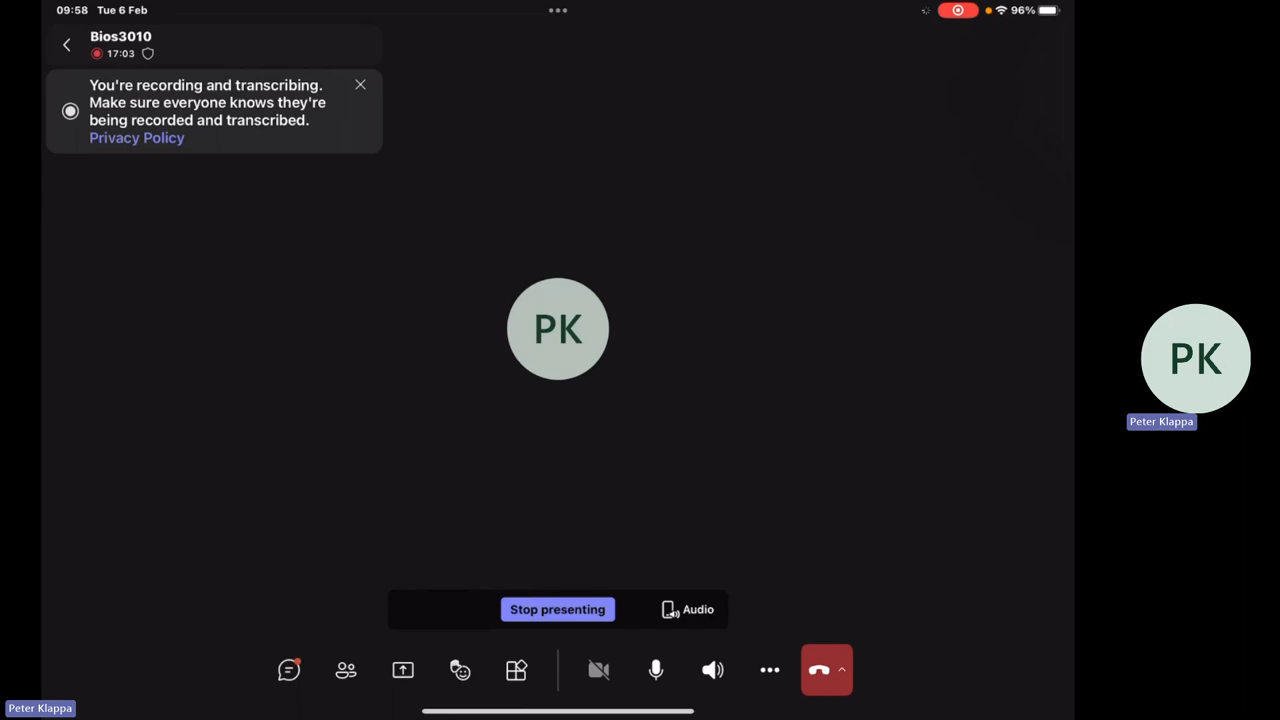 09:58 Tue 6 Feb
96%
Bios3010
17:03
You're recording and transcribing.
Make sure everyone knows they're
being recorded and transcribed.
Privacy Policy
PK
PK
Peter Klappa
Stop presenting
Audio
Peter Klappa